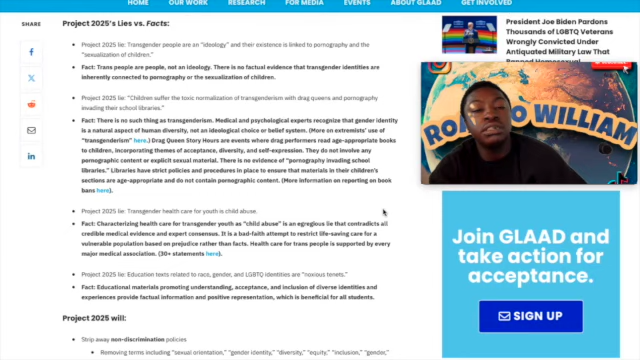 HOME
OUR WORK
RESEARCH
FOR MEDIA
EVENTS
ABOUT GLAAD
GET INVOLVED
SHARE
Project 2025's Lies vs. Facts:
Project 2025 lie: Transgender people are an "ideology" and their existence is linked to pornography and the
"sexualization of children."
Fact: Trans people are people, not an ideology. There is no factual evidence that transgender identities are
inherently connected to pornography or the sexualization of children.
Project 2025 lie: "Children suffer the toxic normalization of transgenderism with drag queens and pornography
invading their school libraries."
Fact: There is no such thing as transgenderism. Medical and psychological experts recognize that gender identity
is a natural aspect of human diversity, not an ideological choice or belief system. (More on extremists' use of
"transgenderism" here.) Drag Queen Story Hours are events where drag performers read age-appropriate books
to children, incorporating themes of acceptance, diversity, and self-expression. They do not involve any
pornographic content or explicit sexual material. There is no evidence of "pornography invading school
libraries." Libraries have strict policies and procedures in place to ensure that materials in their children's
sections are age-appropriate and do not contain pornographic content. (More information on reporting on book
bans here).
Project 2025 lie: Transgender health care for youth is child abuse.
Fact: Characterizing health care for transgender youth as "child abuse" is an egregious lie that contradicts all
credible medical evidence and expert consensus. It is a bad-faith attempt to restrict life-saving care for a
vulnerable population based on prejudice rather than facts. Health care for trans people is supported by every
major medical association. (30+ statements here).
Project 2025 lie: Education texts related to race, gender, and LGBTQ identities are "noxious tenets."
Fact: Educational materials promoting understanding, acceptance, and inclusion of diverse identities and
experiences provide factual information and positive representation, which is beneficial for all students.
Project 2025 will:
Strip away non-discrimination policies
Removing terms including "sexual orientation," "gender identity," "diversity," "equity," "inclusion," "gender,"
President Joe Biden Pardons
Thousands of LGBTQ Veterans
Wrongly Convicted Under
Antiquated Military Law That
ROAD TO WILLIAM
Join GLAAD and
take action for
acceptance.
SIGN UP